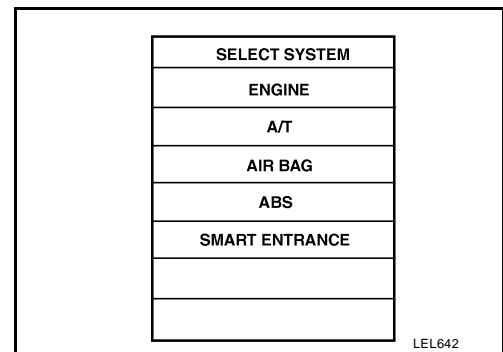 SELECT SYSTEM
ENGINE
A/T
AIR BAG
ABS
SMART ENTRANCE
LEL642